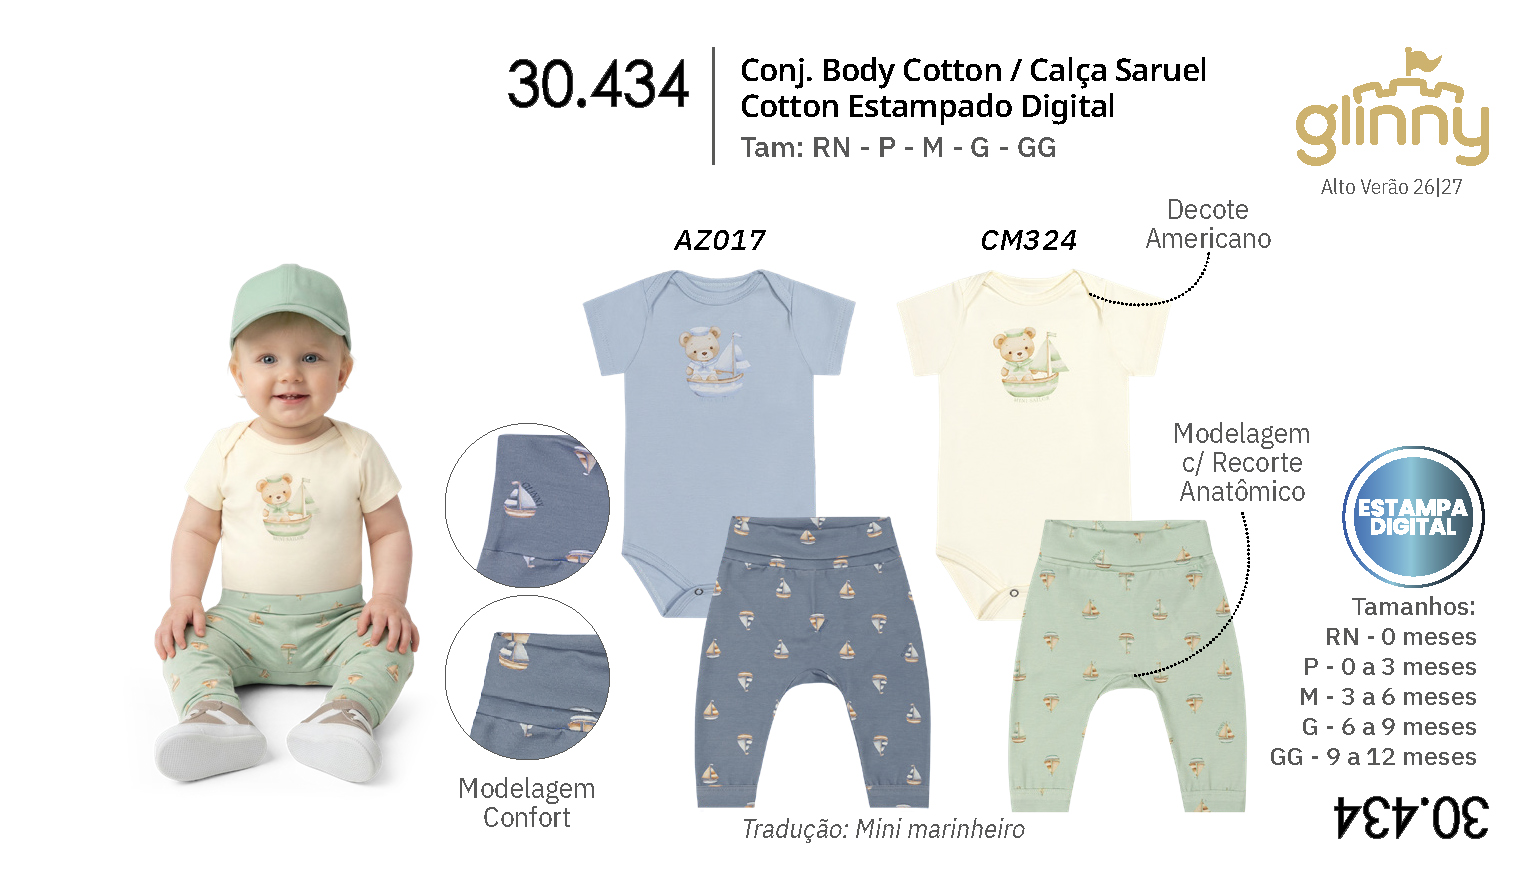 30.434
Conj. Body Cotton / Calça Saruel
Cotton Estampado Digital
Tam: RN - P - M - G - GG
glinny
Alto Verão 26|27
Decote
Americano
AZ017
CM324
Modelagem
c/ Recorte
Anatômico
ESTAMPA
DIGITAL
Tamanhos:
RN - 0 meses
P - 0 a 3 meses
M - 3 a 6 meses
G - 6 a 9 meses
GG - 9 a 12 meses
Modelagem
Confort
Tradução: Mini marinheiro
30.434